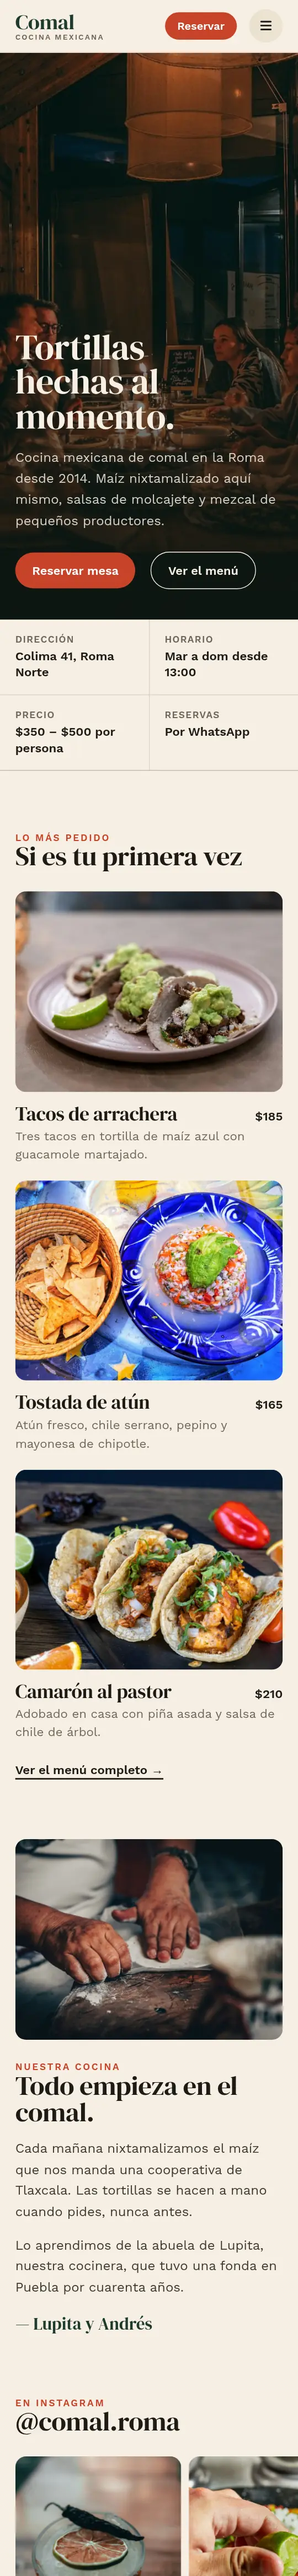 Comal
COCINA MEXICANA
Reservar
Tortillas
hechas al
momento.
Cocina mexicana de comal en la Roma
desde 2014. Maíz nixtamalizado aquí
mismo, salsas de molcajete y mezcal de
pequeños productores.
Reservar mesa
Ver el menú
DIRECCIÓN
Colima 41, Roma
Norte
HORARIO
Mar a dom desde
13:00
PRECIO
$350 – $500 por
persona
RESERVAS
Por WhatsApp
LO MÁS PEDIDO
Si es tu primera vez
Tacos de arrachera
$185
Tres tacos en tortilla de maíz azul con
guacamole martajado.
Tostada de atún
$165
Atún fresco, chile serrano, pepino y
mayonesa de chipotle.
Camarón al pastor
$210
Adobado en casa con piña asada y salsa de
chile de árbol.
Ver el menú completo →
NUESTRA COCINA
Todo empieza en el
comal.
Cada mañana nixtamalizamos el maíz
que nos manda una cooperativa de
Tlaxcala. Las tortillas se hacen a mano
cuando pides, nunca antes.
Lo aprendimos de la abuela de Lupita,
nuestra cocinera, que tuvo una fonda en
Puebla por cuarenta años.
— Lupita y Andrés
EN INSTAGRAM
@comal.roma